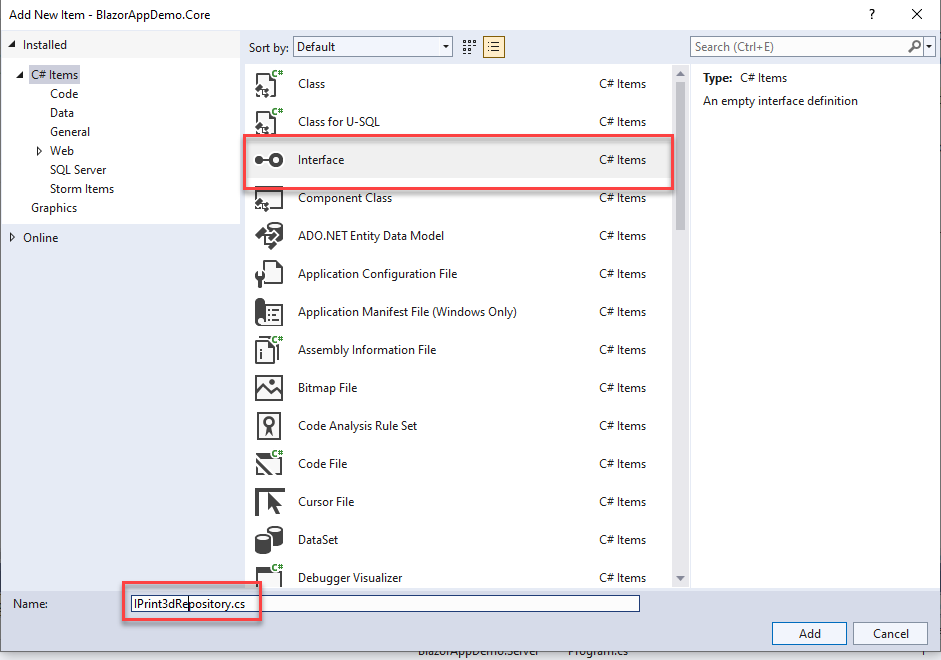 Add New Item - BlazorAppDemo.Core
?
Installed
Sort by: Default
Search (Ctrl+E)
C# Items
Code
Data
General
Web
SQL Server
Storm Items
Graphics
Online
C# Class C# Items
C# Class for U-SQL C# Items
Interface C# Items
Component Class C# Items
ADO.NET Entity Data Model C# Items
Application Configuration File C# Items
Application Manifest File (Windows Only) C# Items
C# Assembly Information File C# Items
Bitmap File C# Items
Code Analysis Rule Set C# Items
C# Code File C# Items
Cursor File C# Items
DataSet C# Items
C# Debugger Visualizer C# Items
Type: C# Items
An empty interface definition
Name: IPrint3dRepository.cs
Add Cancel
BlazorAppDemo.Server Program.cs